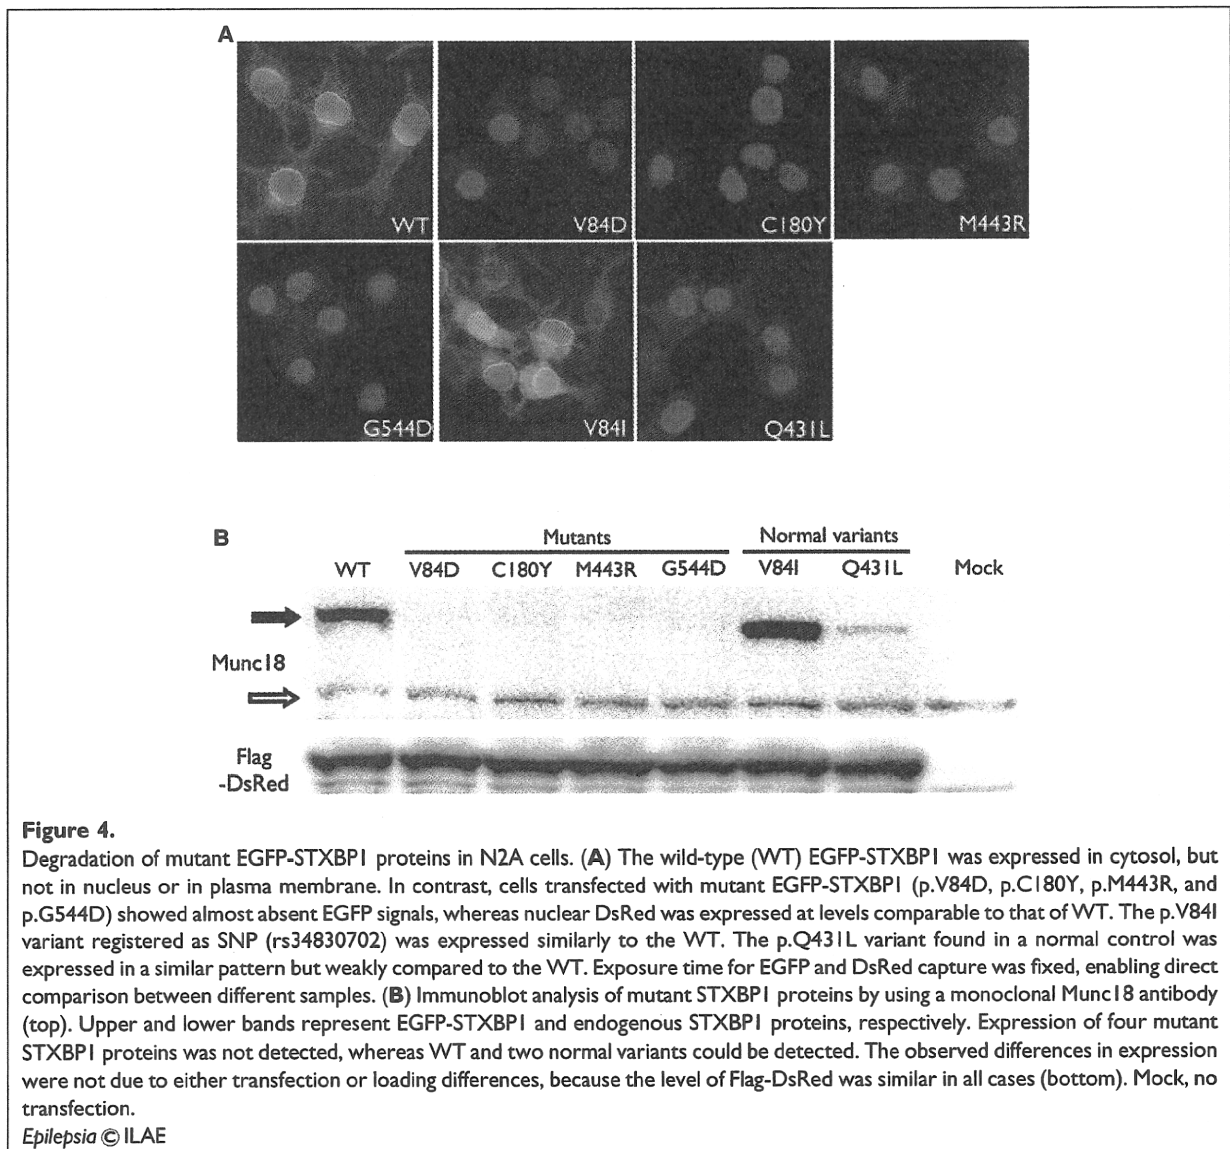 A
WT
V84D
C180Y
M443R
G544D
V84I
Q431L
B
Mutants
Normal variants
WT
V84D
C180Y
M443R
G544D
V84I
Q431L
Mock
Munc18
Flag
-DsRed
Figure 4.
Degradation of mutant EGFP-STXBP1 proteins in N2A cells. (A) The wild-type (WT) EGFP-STXBP1 was expressed in cytosol, but
not in nucleus or in plasma membrane. In contrast, cells transfected with mutant EGFP-STXBP1 (p.V84D, p.C180Y, p.M443R, and
p.G544D) showed almost absent EGFP signals, whereas nuclear DsRed was expressed at levels comparable to that of WT. The p.V84I
variant registered as SNP (rs34830702) was expressed similarly to the WT. The p.Q431L variant found in a normal control was
expressed in a similar pattern but weakly compared to the WT. Exposure time for EGFP and DsRed capture was fixed, enabling direct
comparison between different samples. (B) Immunoblot analysis of mutant STXBP1 proteins by using a monoclonal Munc18 antibody
(top). Upper and lower bands represent EGFP-STXBP1 and endogenous STXBP1 proteins, respectively. Expression of four mutant
STXBP1 proteins was not detected, whereas WT and two normal variants could be detected. The observed differences in expression
were not due to either transfection or loading differences, because the level of Flag-DsRed was similar in all cases (bottom). Mock, no
transfection.
Epilepsia © ILAE